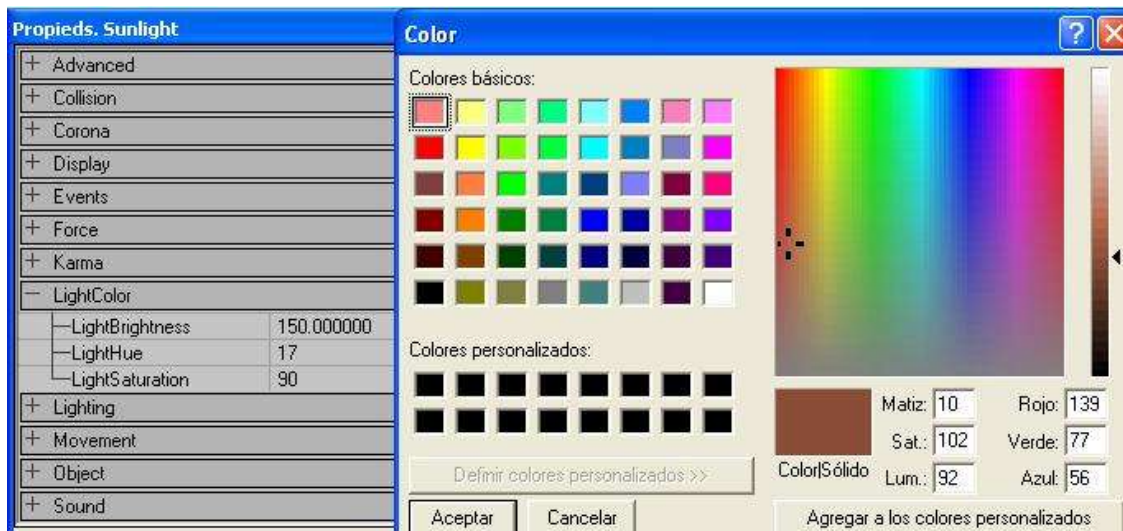 Propieds. Sunlight
+ Advanced
+ Collision
+ Corona
+ Display
+ Events
+ Force
+ Karma
− LightColor
LightBrightness 150.000000
LightHue 17
LightSaturation 90
+ Lighting
+ Movement
+ Object
+ Sound
Color
Colores básicos:
Colores personalizados:
Definir colores personalizados >>
Aceptar Cancelar
Color|Sólido
Matiz: 10 Rojo: 139
Sat.: 102 Verde: 77
Lum.: 92 Azul: 56
Agregar a los colores personalizados